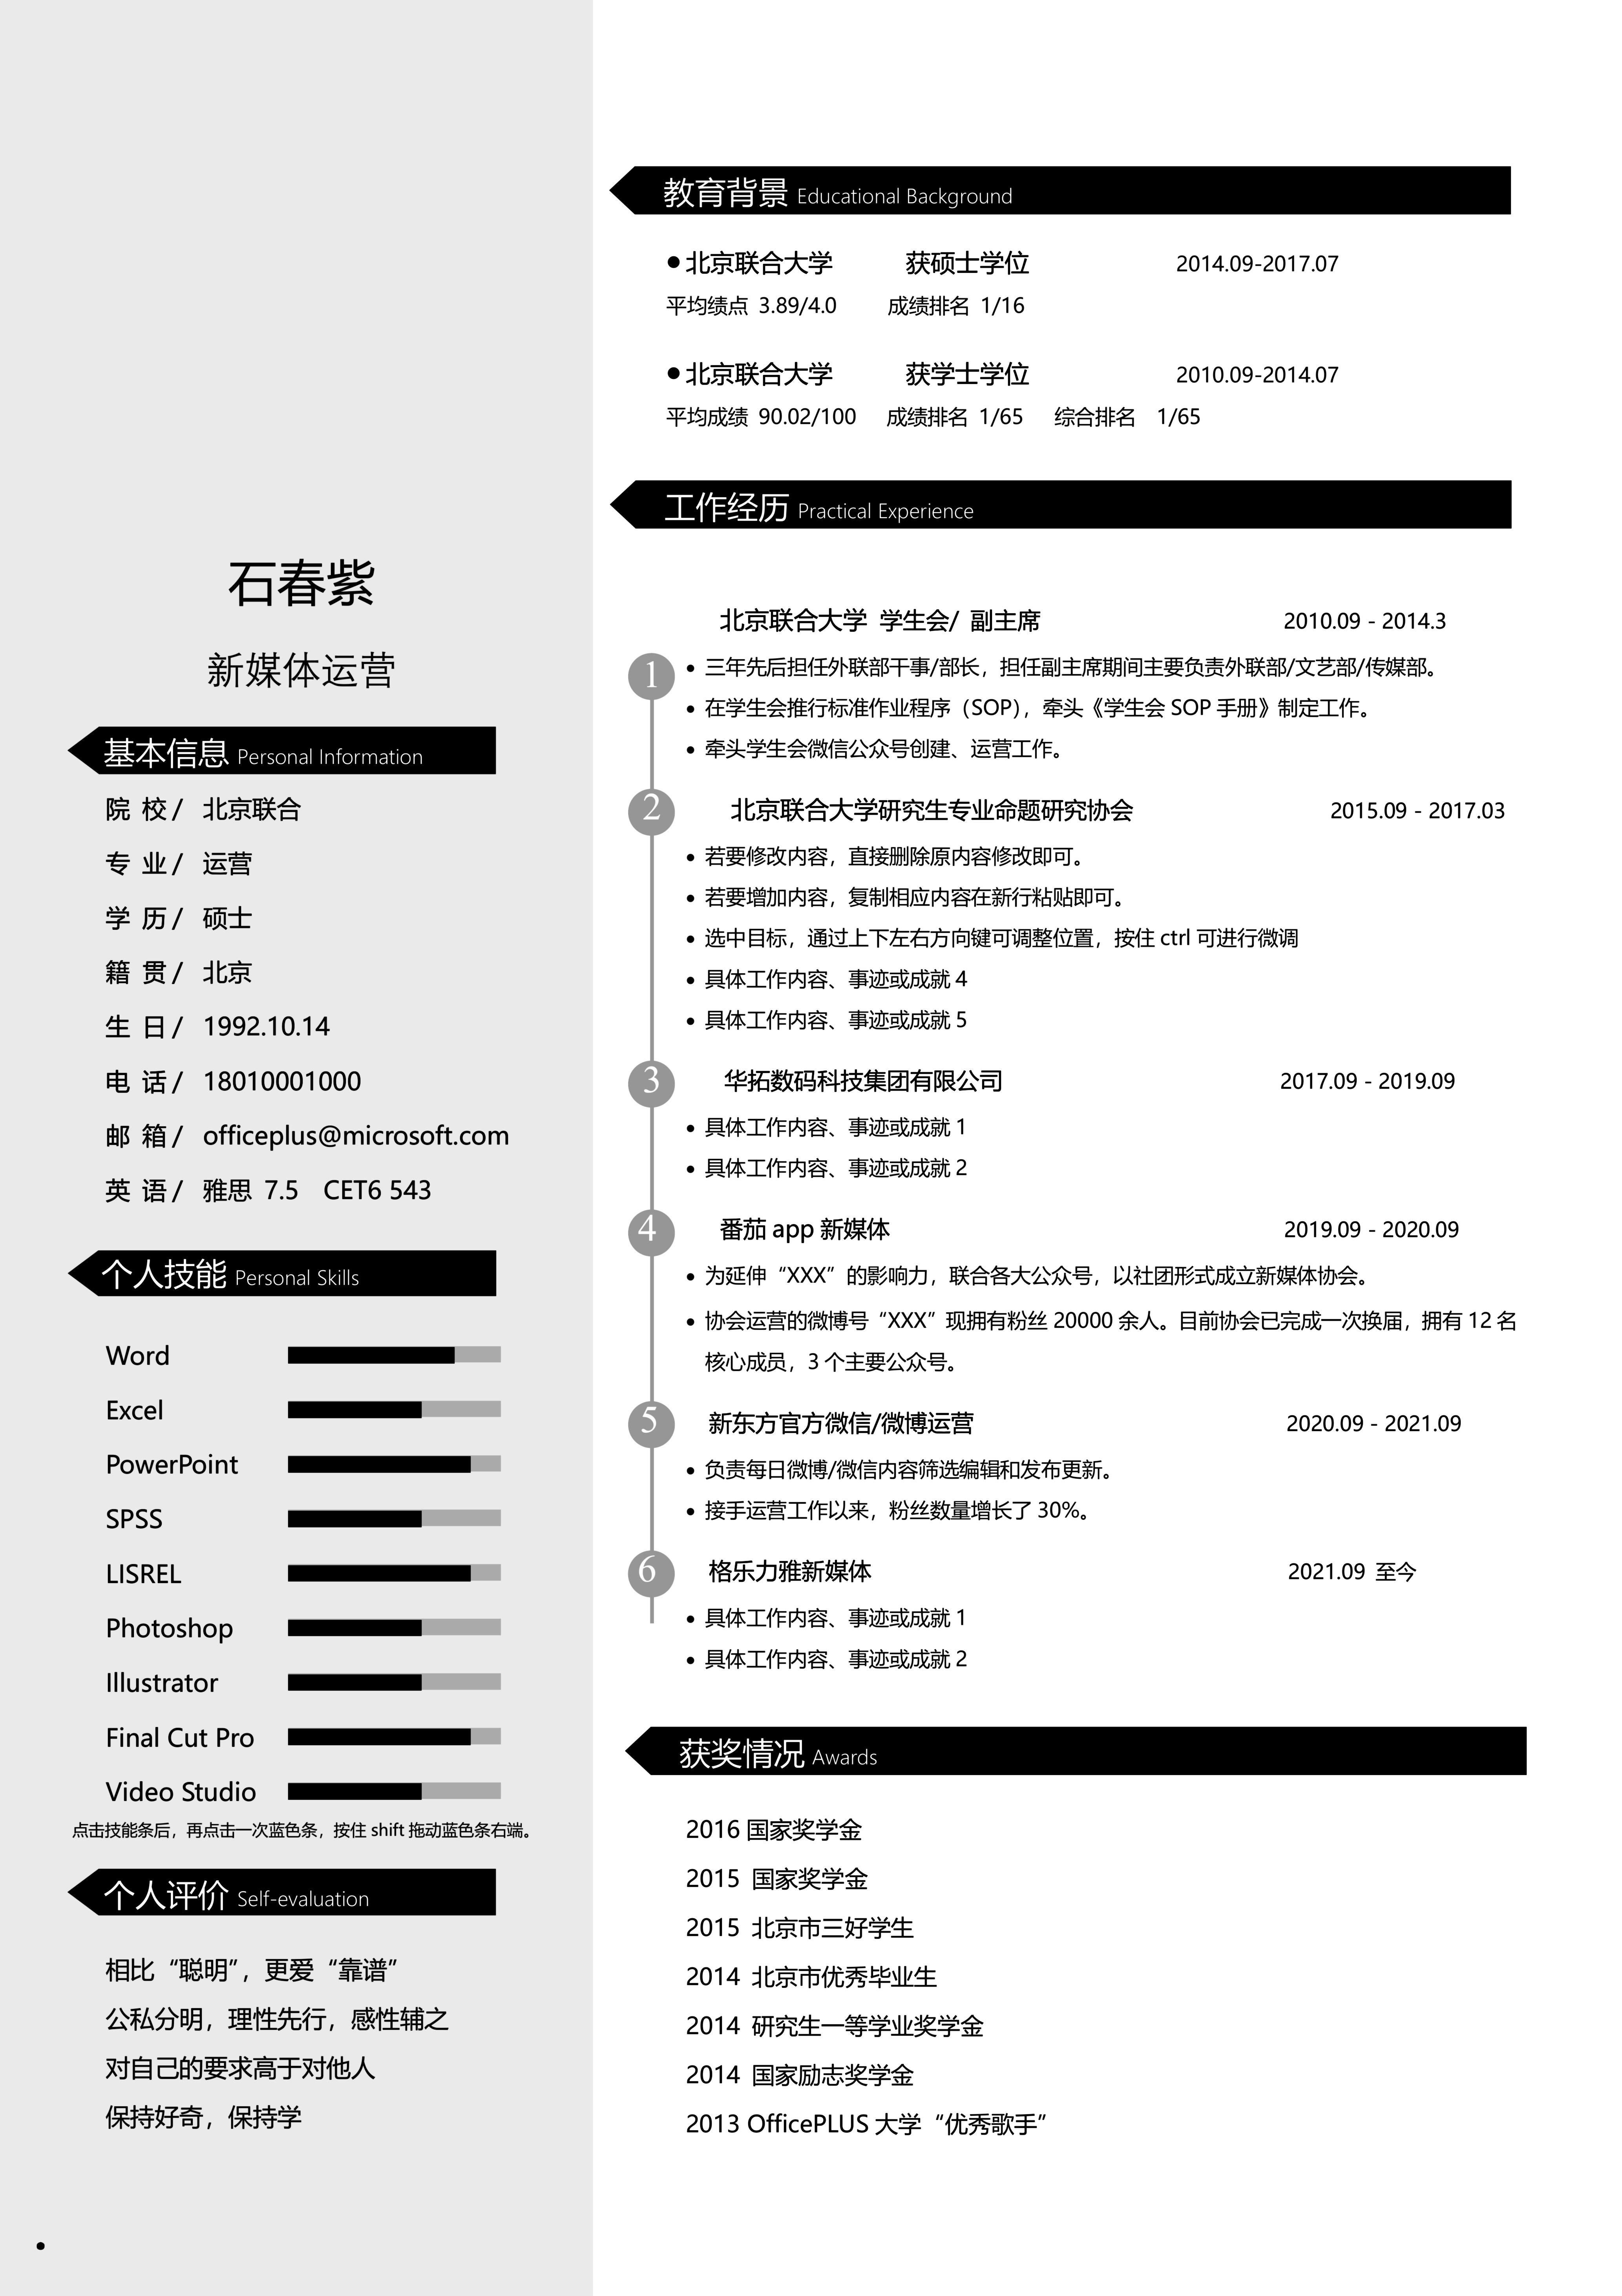 石春紫
新媒体运营
基本信息 Personal Information
院 校 / 北京联合
专 业 / 运营
学 历 / 硕士
籍 贯 / 北京
生 日 / 1992.10.14
电 话 / 18010001000
邮 箱 / officeplus@microsoft.com
英 语 / 雅思 7.5 CET6 543
个人技能 Personal Skills
Word
Excel
PowerPoint
SPSS
LISREL
Photoshop
Illustrator
Final Cut Pro
Video Studio
点击技能条后，再点击一次蓝色条，按住 shift 拖动蓝色条右端。
个人评价 Self-evaluation
相比“聪明”，更爱“靠谱”
公私分明，理性先行，感性辅之
对自己的要求高于对他人
保持好奇，保持学
教育背景 Educational Background
●北京联合大学 获硕士学位 2014.09-2017.07
平均绩点 3.89/4.0 成绩排名 1/16
●北京联合大学 获学士学位 2010.09-2014.07
平均成绩 90.02/100 成绩排名 1/65 综合排名 1/65
工作经历 Practical Experience
北京联合大学 学生会/ 副主席 2010.09 - 2014.3
1 • 三年先后担任外联部干事/部长，担任副主席期间主要负责外联部/文艺部/传媒部。
• 在学生会推行标准作业程序（SOP），牵头《学生会 SOP 手册》制定工作。
• 牵头学生会微信公众号创建、运营工作。
2 北京联合大学研究生专业命题研究协会 2015.09 - 2017.03
• 若要修改内容，直接删除原内容修改即可。
• 若要增加内容，复制相应内容在新行粘贴即可。
• 选中目标，通过上下左右方向键可调整位置，按住 ctrl 可进行微调
• 具体工作内容、事迹或成就 4
• 具体工作内容、事迹或成就 5
3 华拓数码科技集团有限公司 2017.09 - 2019.09
• 具体工作内容、事迹或成就 1
• 具体工作内容、事迹或成就 2
4 番茄 app 新媒体 2019.09 - 2020.09
• 为延伸“XXX”的影响力，联合各大公众号，以社团形式成立新媒体协会。
• 协会运营的微博号“XXX”现拥有粉丝 20000 余人。目前协会已完成一次换届，拥有 12 名
核心成员，3 个主要公众号。
5 新东方官方微信/微博运营 2020.09 - 2021.09
• 负责每日微博/微信内容筛选编辑和发布更新。
• 接手运营工作以来，粉丝数量增长了 30%。
6 格乐力雅新媒体 2021.09 至今
• 具体工作内容、事迹或成就 1
• 具体工作内容、事迹或成就 2
获奖情况 Awards
2016 国家奖学金
2015 国家奖学金
2015 北京市三好学生
2014 北京市优秀毕业生
2014 研究生一等学业奖学金
2014 国家励志奖学金
2013 OfficePLUS 大学“优秀歌手”